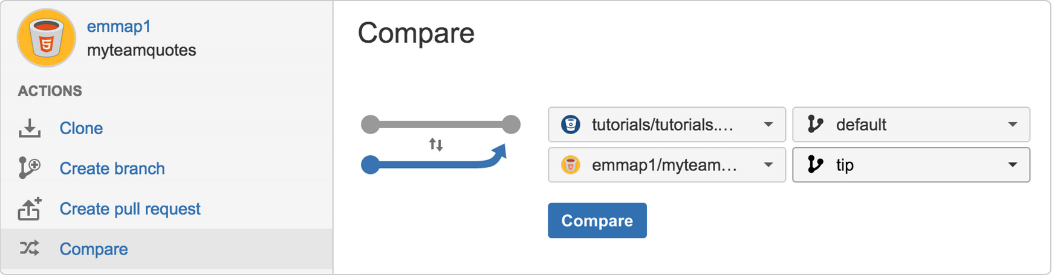 emmap1
myteamquotes
ACTIONS
Clone
Create branch
Create pull request
Compare
Compare
tutorials/tutorials.... default
emmap1/myteam... tip
Compare